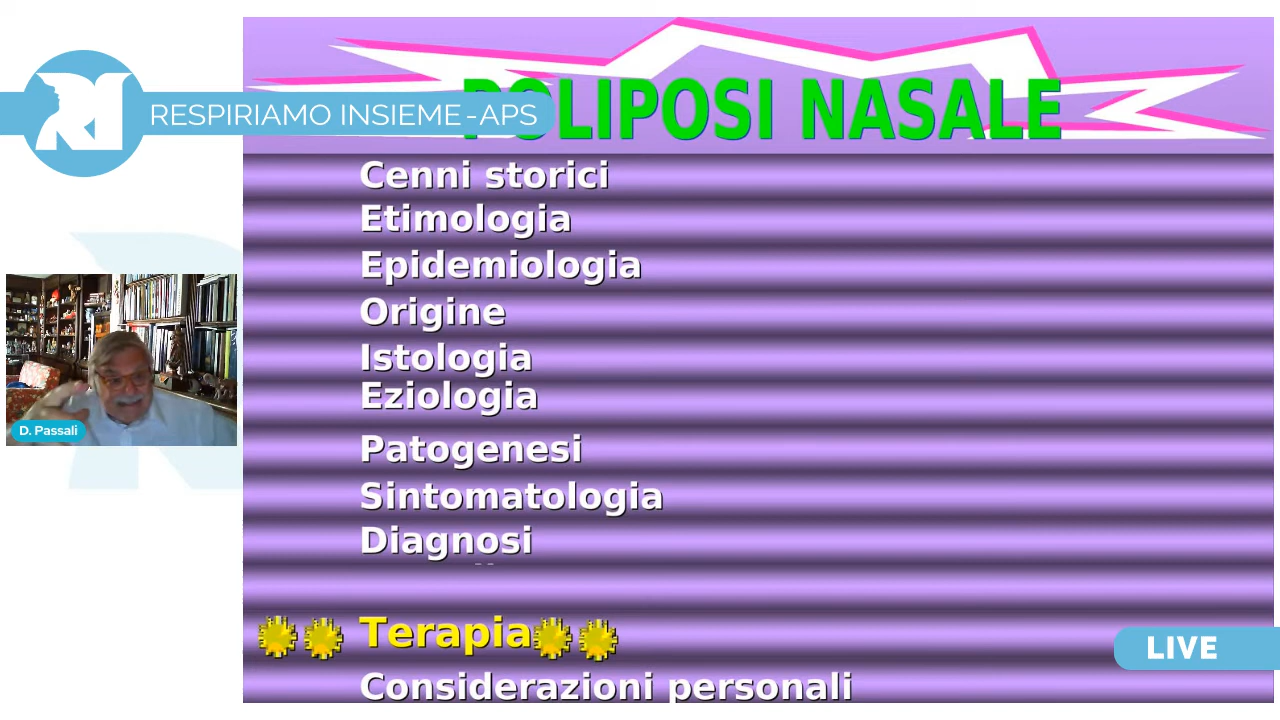 RESPIRIAMO INSIEME-APS
POLIPOSI NASALE
Cenni storici
Etimologia
Epidemiologia
Origine
Istologia
Eziologia
Patogenesi
Sintomatologia
Diagnosi
Terapia
Considerazioni personali
D. Passali
LIVE